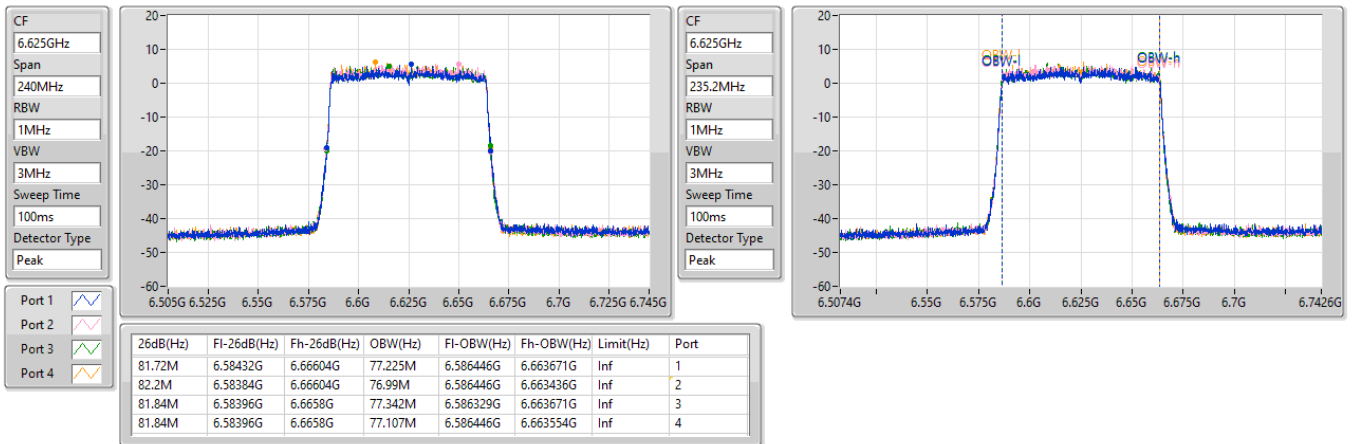 CF
6.625GHz
Span
240MHz
RBW
1MHz
VBW
3MHz
Sweep Time
100ms
Detector Type
Peak
20
10
0
-10
-20
-30
-40
-50
-60
6.505G 6.525G 6.55G 6.575G 6.6G 6.625G 6.65G 6.675G 6.7G 6.725G 6.745G
CF
6.625GHz
Span
235.2MHz
RBW
1MHz
VBW
3MHz
Sweep Time
100ms
Detector Type
Peak
20
10
0
-10
-20
-30
-40
-50
-60
OBW-l OBW-h
6.5074G 6.55G 6.575G 6.6G 6.625G 6.65G 6.675G 6.7G 6.7426G
Port 1
Port 2
Port 3
Port 4
26dB(Hz) Fl-26dB(Hz) Fh-26dB(Hz) OBW(Hz) Fl-OBW(Hz) Fh-OBW(Hz) Limit(Hz) Port
81.72M 6.58432G 6.66604G 77.225M 6.586446G 6.663671G Inf 1
82.2M 6.58384G 6.66604G 76.99M 6.586446G 6.663436G Inf 2
81.84M 6.58396G 6.6658G 77.342M 6.586329G 6.663671G Inf 3
81.84M 6.58396G 6.6658G 77.107M 6.586446G 6.663554G Inf 4